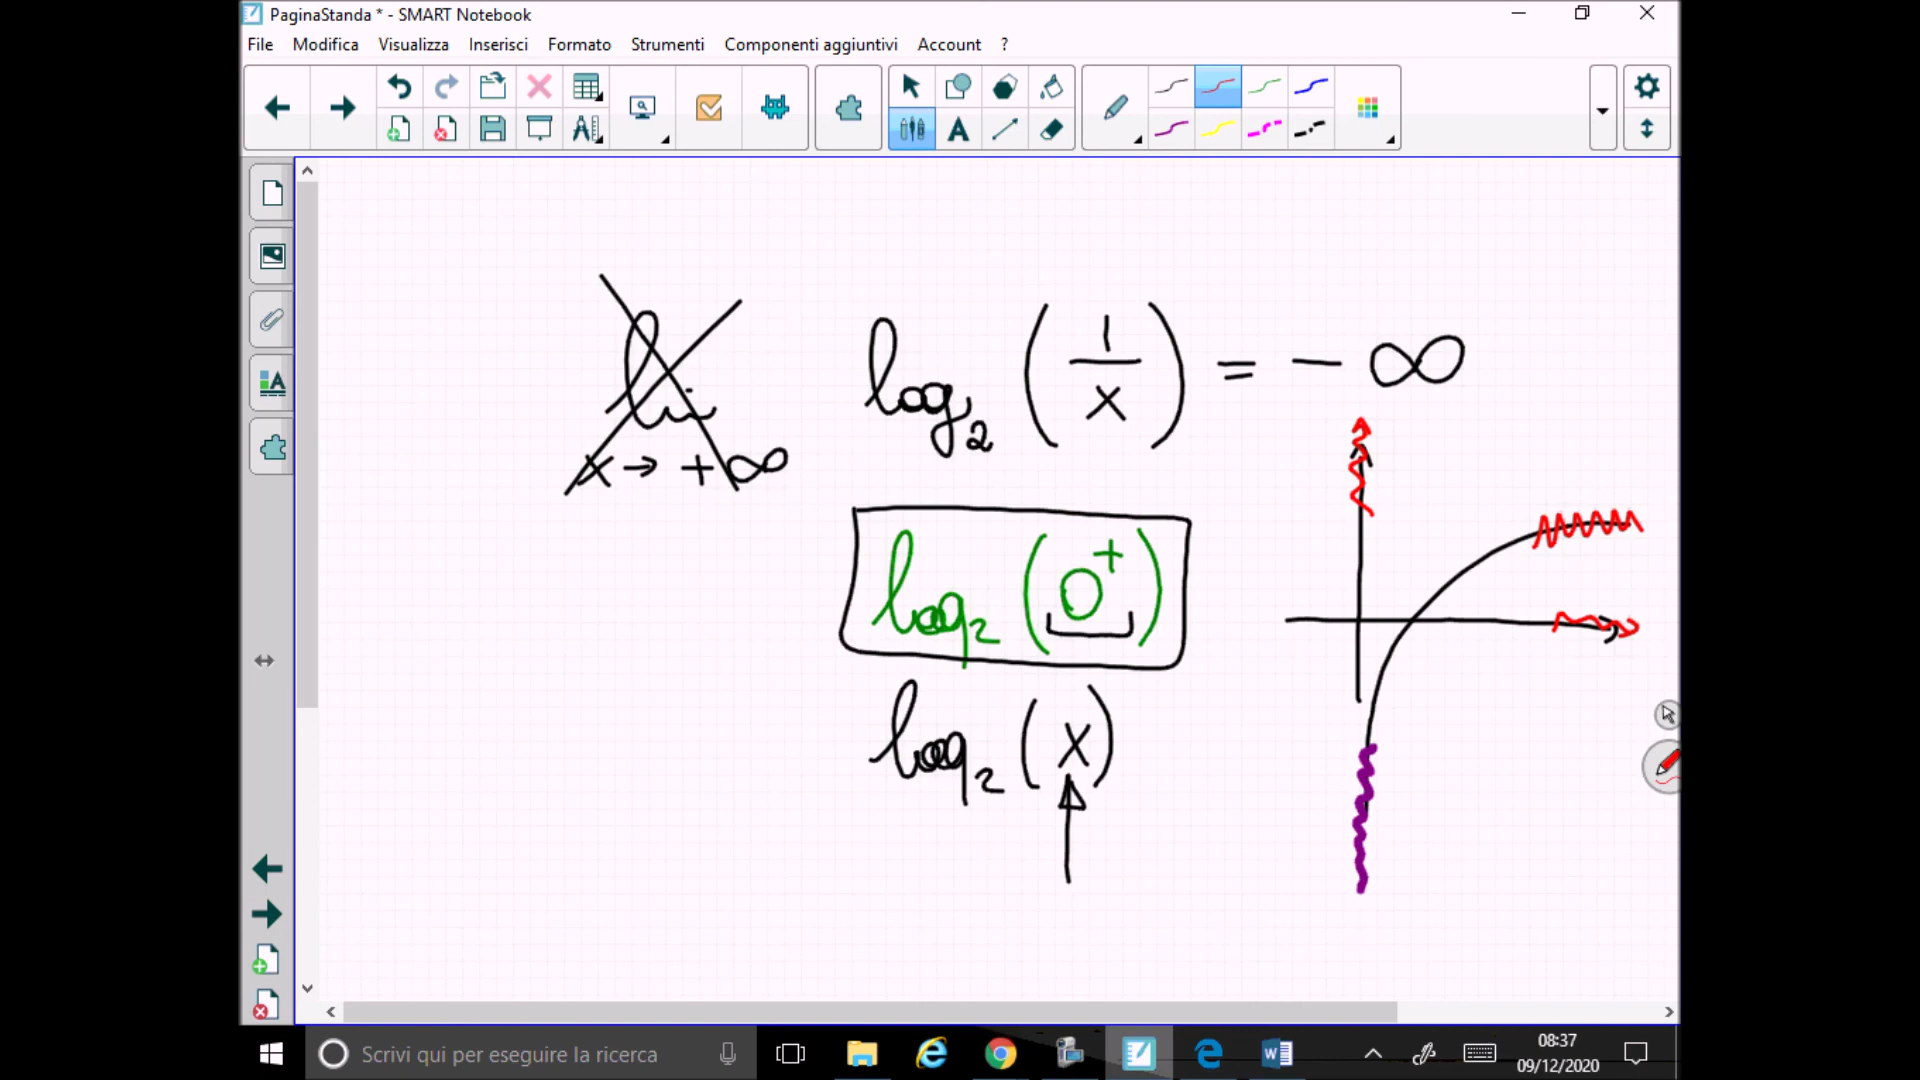 PaginaStanda * - SMART Notebook
File Modifica Visualizza Inserisci Formato Strumenti Componenti aggiuntivi Account ?
lim log₂ (1/x) = - ∞
x → + ∞
log₂ (0⁺)
log₂ (x)
Scrivi qui per eseguire la ricerca
08:37
09/12/2020